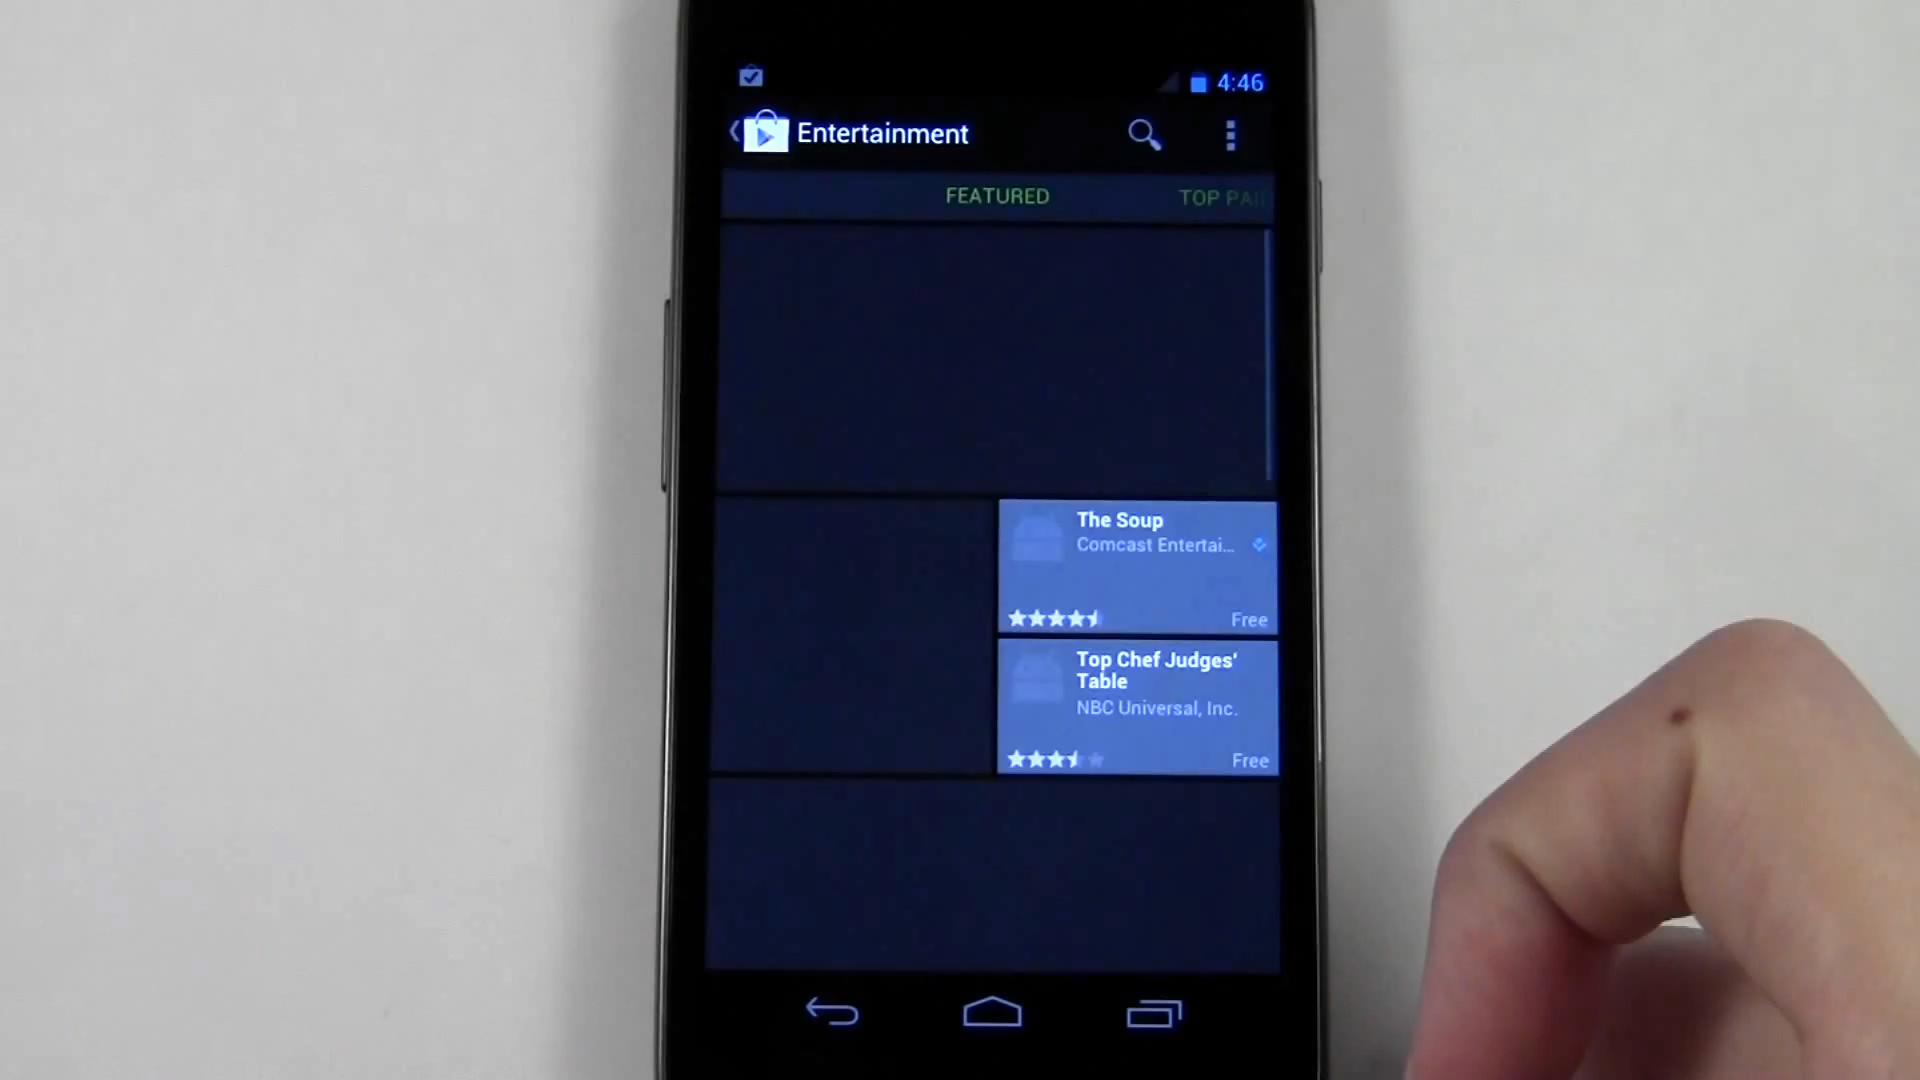 4:46
Entertainment
FEATURED
TOP PAI
The Soup
Comcast Entertai...
Free
Top Chef Judges'
Table
NBC Universal, Inc.
Free